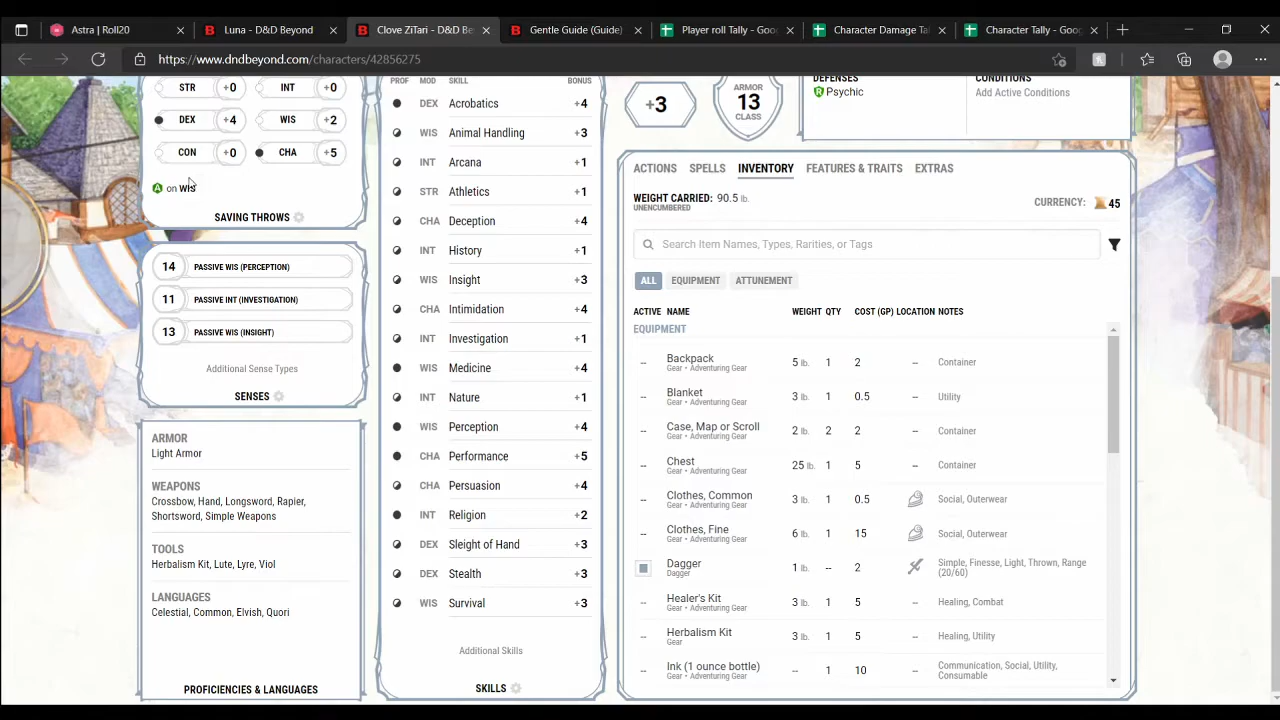 Astra | Roll20
Luna - D&D Beyond
Clove ZiTari - D&D Be
Gentle Guide (Guide)
Player roll Tally - Goo
Character Damage Ta
Character Tally - Goog
https://www.dndbeyond.com/characters/42856275
STR +0 INT +0
DEX +4 WIS +2
CON +0 CHA +5
A on WIS
SAVING THROWS
14 PASSIVE WIS (PERCEPTION)
11 PASSIVE INT (INVESTIGATION)
13 PASSIVE WIS (INSIGHT)
Additional Sense Types
SENSES
ARMOR
Light Armor
WEAPONS
Crossbow, Hand, Longsword, Rapier,
Shortsword, Simple Weapons
TOOLS
Herbalism Kit, Lute, Lyre, Viol
LANGUAGES
Celestial, Common, Elvish, Quori
PROFICIENCIES & LANGUAGES
PROF MOD SKILL BONUS
DEX Acrobatics +4
WIS Animal Handling +3
INT Arcana +1
STR Athletics +1
CHA Deception +4
INT History +1
WIS Insight +3
CHA Intimidation +4
INT Investigation +1
WIS Medicine +4
INT Nature +1
WIS Perception +4
CHA Performance +5
CHA Persuasion +4
INT Religion +2
DEX Sleight of Hand +3
DEX Stealth +3
WIS Survival +3
Additional Skills
SKILLS
+3
ARMOR
13
CLASS
DEFENSES
R Psychic
CONDITIONS
Add Active Conditions
ACTIONS SPELLS INVENTORY FEATURES & TRAITS EXTRAS
WEIGHT CARRIED: 90.5 lb.
UNENCUMBERED
CURRENCY: 45
Search Item Names, Types, Rarities, or Tags
ALL EQUIPMENT ATTUNEMENT
ACTIVE NAME WEIGHT QTY COST (GP) LOCATION NOTES
EQUIPMENT
-- Backpack 5 lb. 1 2 -- Container
Gear • Adventuring Gear
-- Blanket 3 lb. 1 0.5 -- Utility
Gear • Adventuring Gear
-- Case, Map or Scroll 2 lb. 2 2 -- Container
Gear • Adventuring Gear
-- Chest 25 lb. 1 5 -- Container
Gear • Adventuring Gear
-- Clothes, Common 3 lb. 1 0.5 Social, Outerwear
Gear • Adventuring Gear
-- Clothes, Fine 6 lb. 1 15 Social, Outerwear
Gear • Adventuring Gear
Dagger 1 lb. -- 2 Simple, Finesse, Light, Thrown, Range
Dagger (20/60)
-- Healer's Kit 3 lb. 1 5 -- Healing, Combat
Gear • Adventuring Gear
-- Herbalism Kit 3 lb. 1 5 -- Healing, Utility
Gear
-- Ink (1 ounce bottle) -- 1 10 -- Communication, Social, Utility,
Gear • Adventuring Gear Consumable